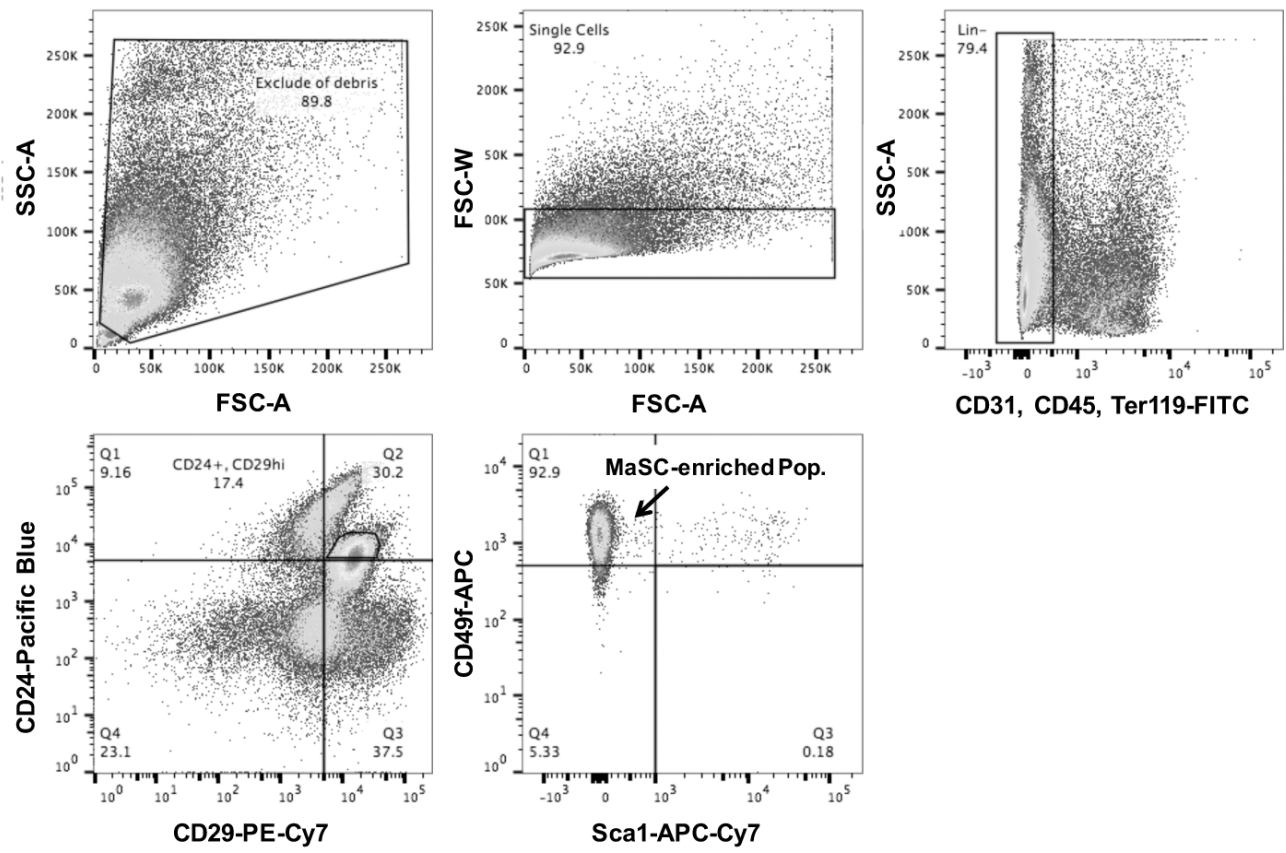 Exclude of debris
89.8
SSC-A
250K
200K
150K
100K
50K
0
0 50K 100K 150K 200K 250K
FSC-A
Single Cells
92.9
FSC-W
250K
200K
50K
00K
50K
0
0 50K 100K 150K 200K 250K
FSC-A
Lin-
79.4
SSC-A
250K
200K
50K
100K
50K
0
-10³ 0 10³ 10⁴ 10⁵
CD31, CD45, Ter119-FITC
Q1
9.16
CD24+, CD29hi
17.4
Q2
30.2
CD24-Pacific Blue
10⁵
10⁴
10³
10²
10¹
10⁰
Q4
23.1
Q3
37.5
10⁰ 10¹ 10² 10³ 10⁴ 10⁵
CD29-PE-Cy7
Q1
92.9
MaSC-enriched Pop.
CD49f-APC
10⁴
10³
10²
10¹
10⁰
Q4
5.33
Q3
0.18
-10³ 0 10³ 10⁴ 10⁵
Sca1-APC-Cy7